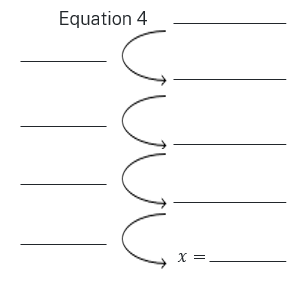 Equation 4
x =